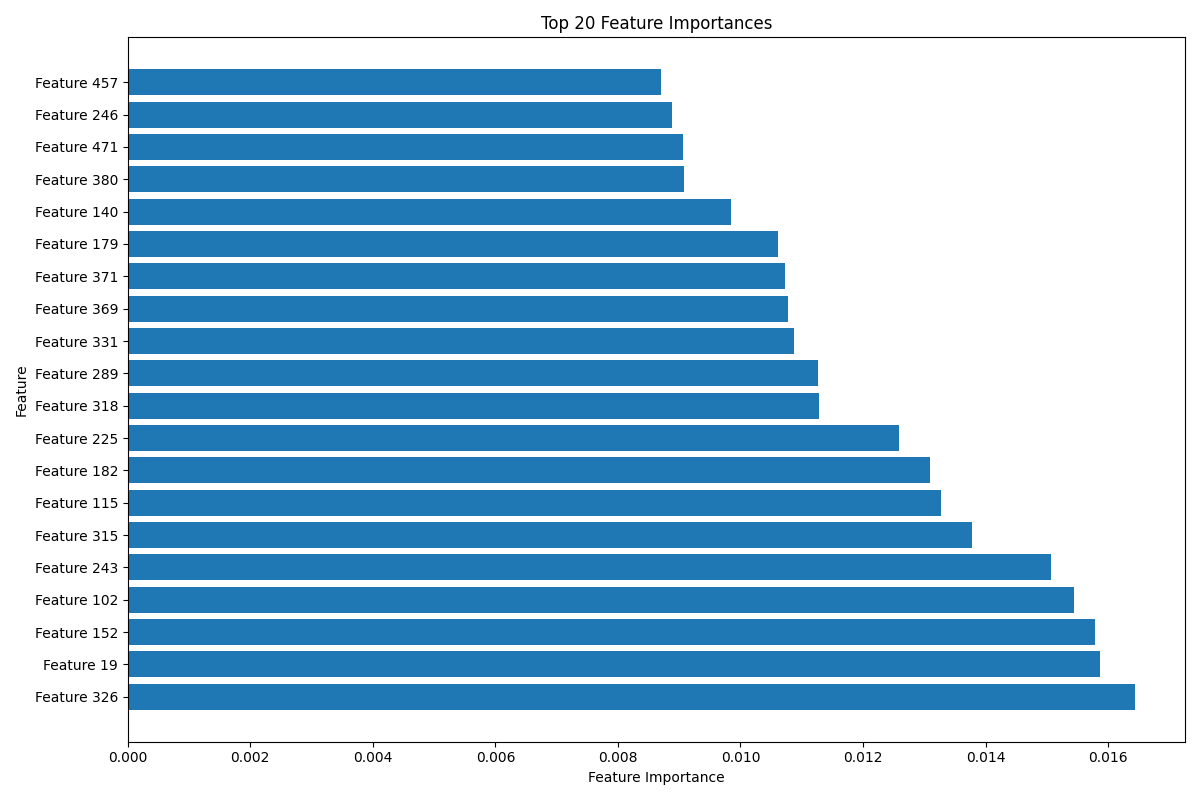 Top 20 Feature Importances
Feature
Feature 457
Feature 246
Feature 471
Feature 380
Feature 140
Feature 179
Feature 371
Feature 369
Feature 331
Feature 289
Feature 318
Feature 225
Feature 182
Feature 115
Feature 315
Feature 243
Feature 102
Feature 152
Feature 19
Feature 326
0.000 0.002 0.004 0.006 0.008 0.010 0.012 0.014 0.016
Feature Importance